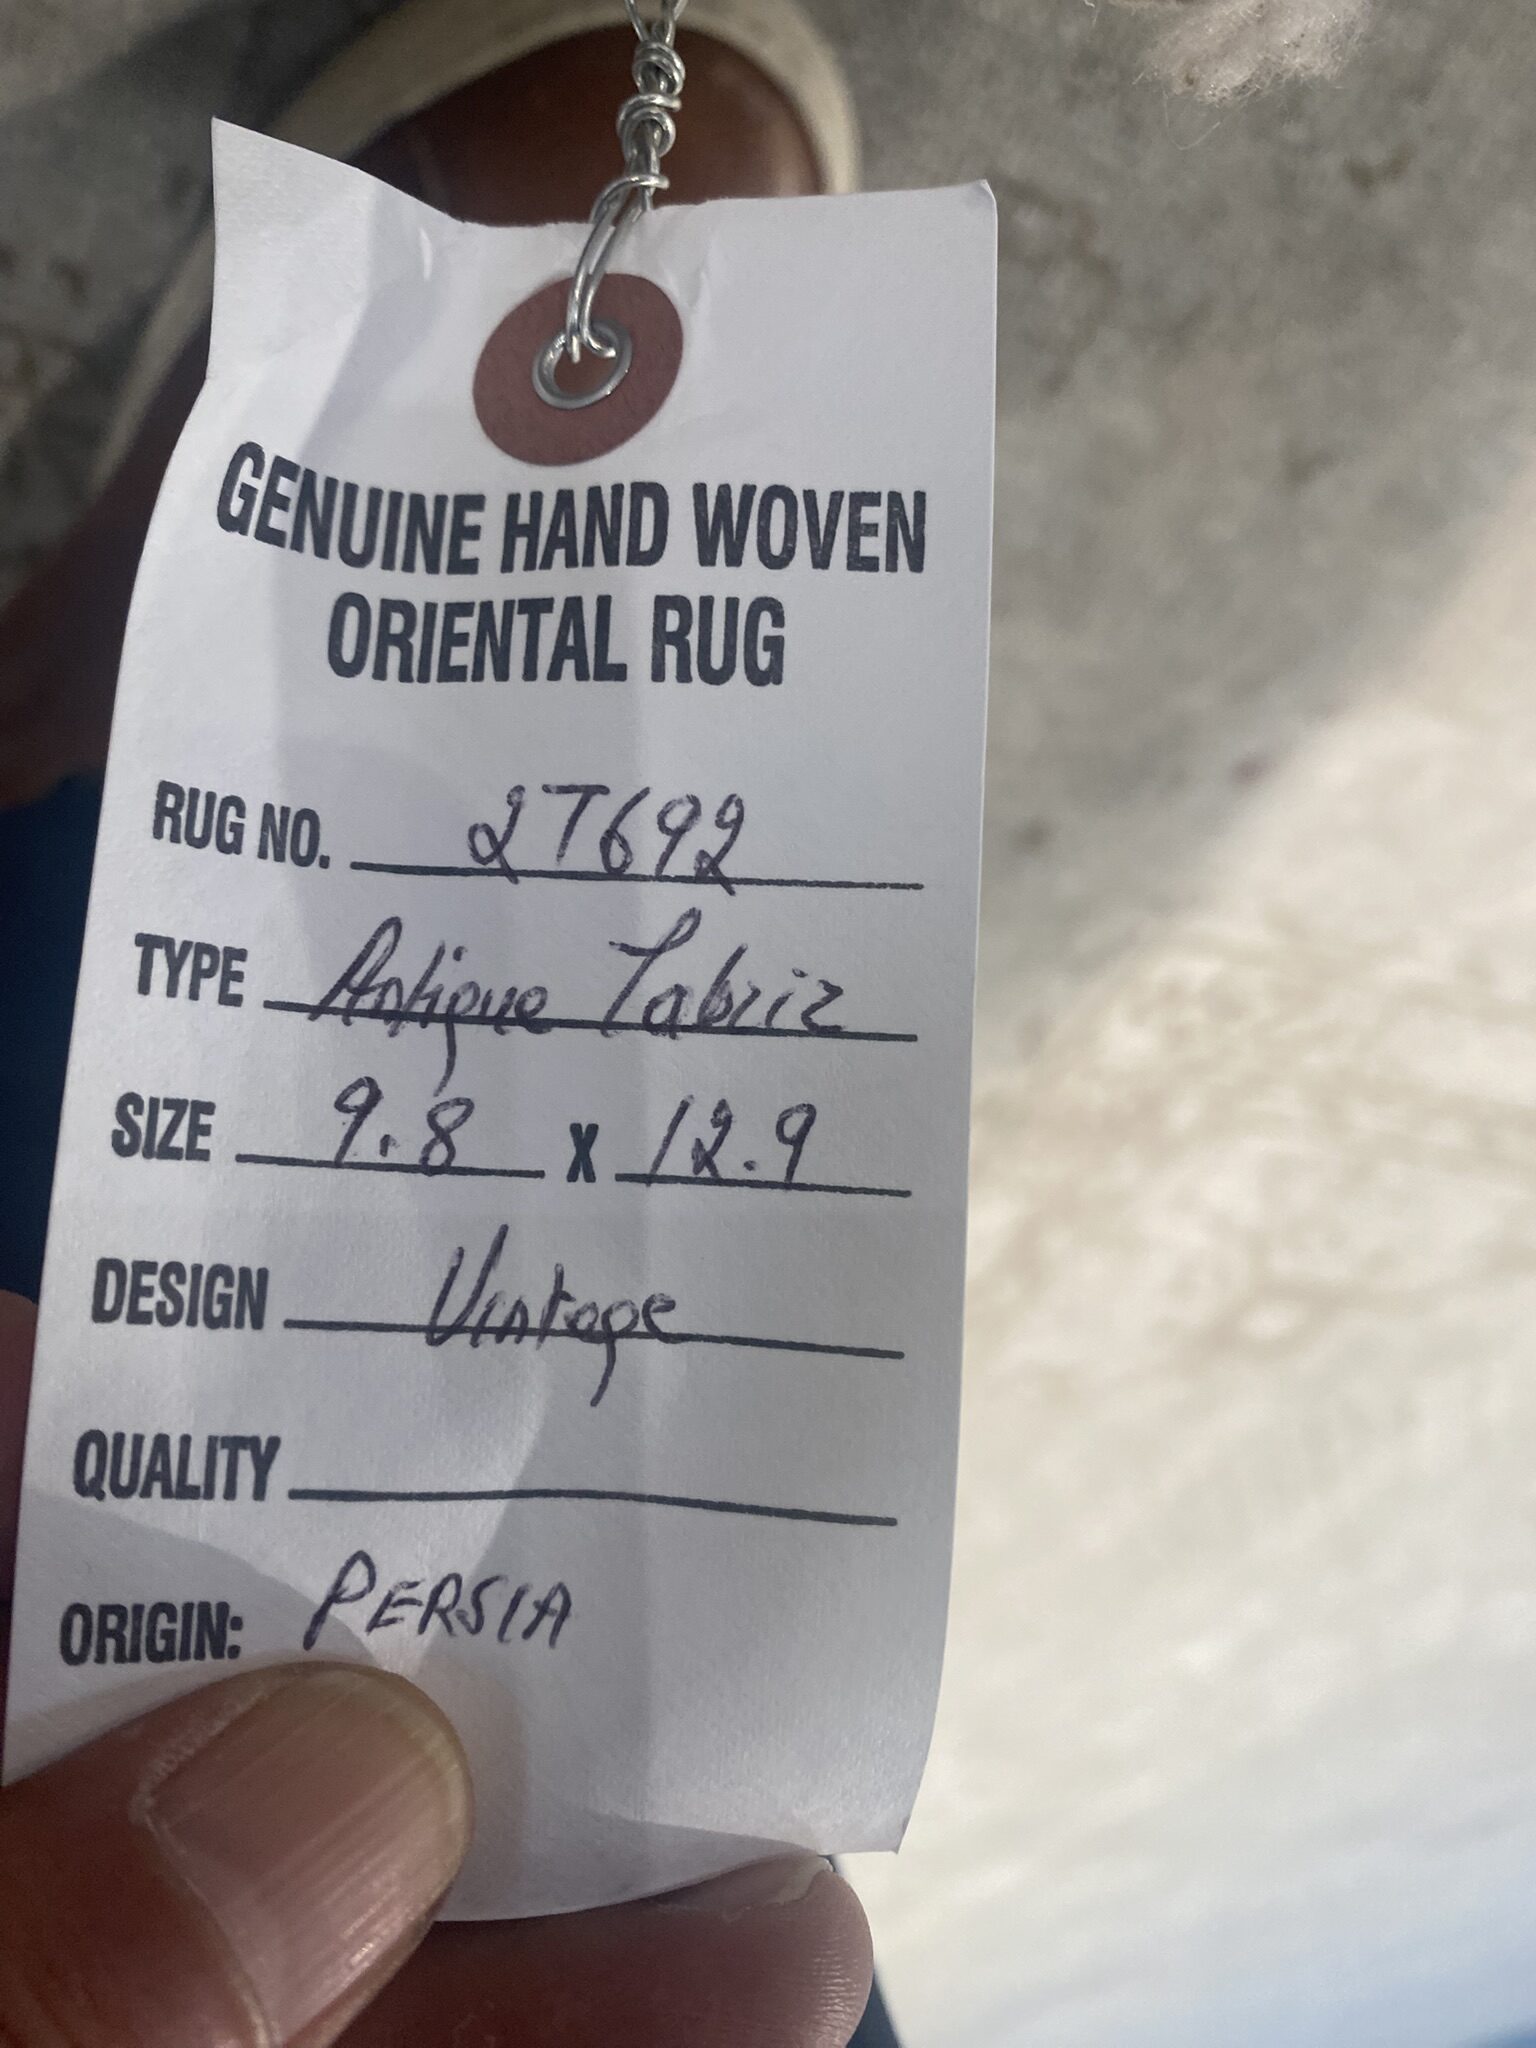 GENUINE HAND WOVEN
ORIENTAL RUG
RUG NO. 27692
TYPE Antique Tabriz
SIZE 9.8 X 12.9
DESIGN Vintage
QUALITY
ORIGIN: PERSIA